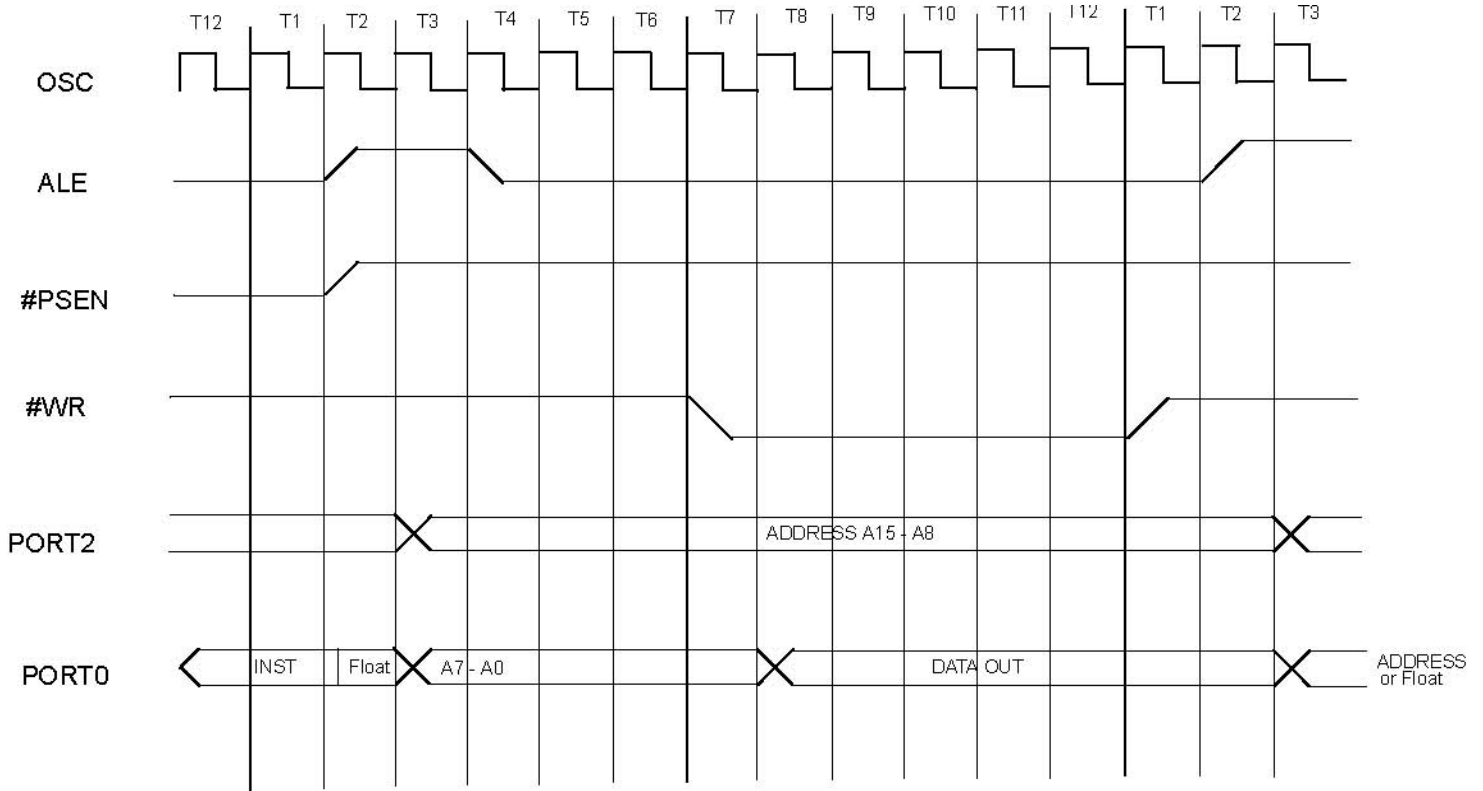 T12 T1 T2 T3 T4 T5 T6 T7 T8 T9 T10 T11 T12 T1 T2 T3
OSC
ALE
#PSEN
#WR
PORT2 ADDRESS A15 - A8
PORT0 INST Float A7 - A0 DATA OUT ADDRESS
or Float